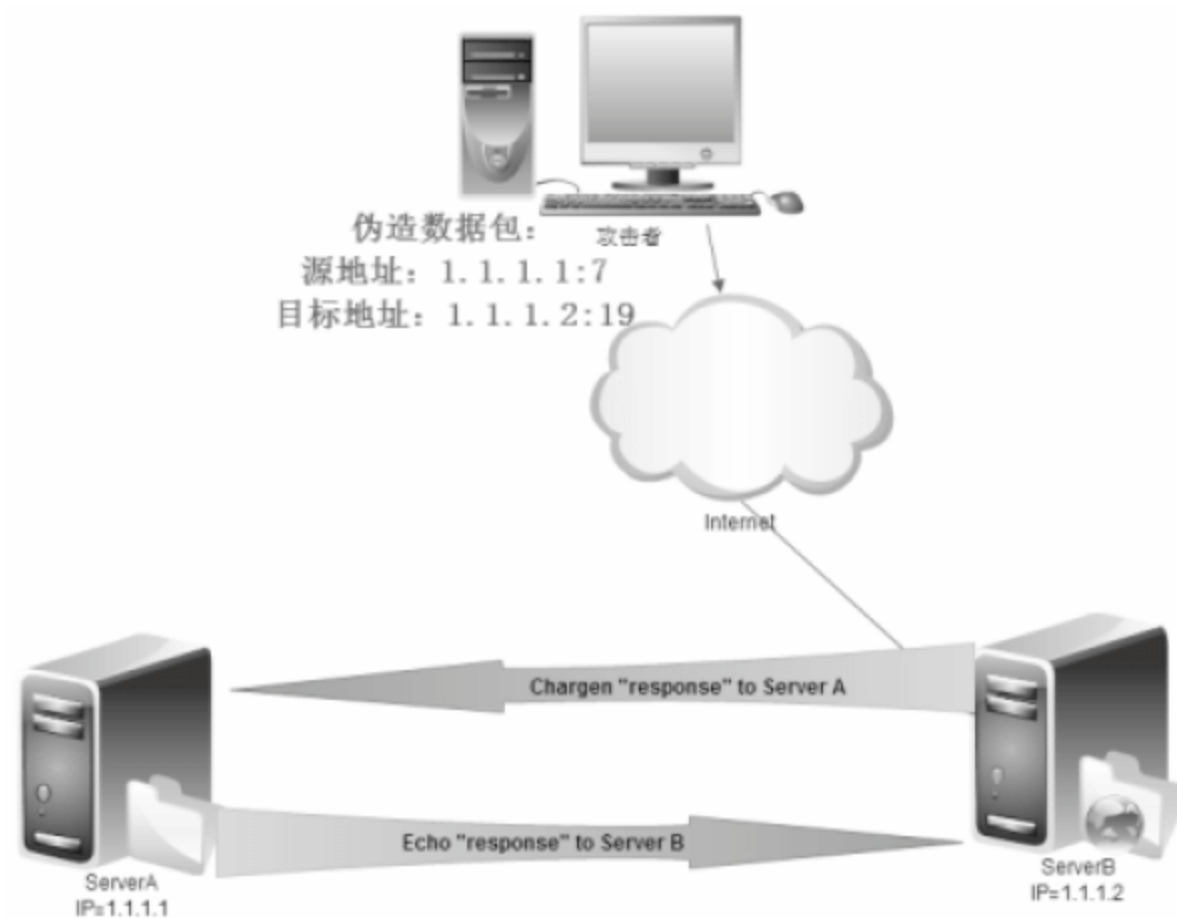 伪造数据包：
攻击者
源地址：1.1.1.1:7
目标地址：1.1.1.2:19
Internet
Chargen "response" to Server A
Echo "response" to Server B
ServerA
IP=1.1.1.1
ServerB
IP=1.1.1.2